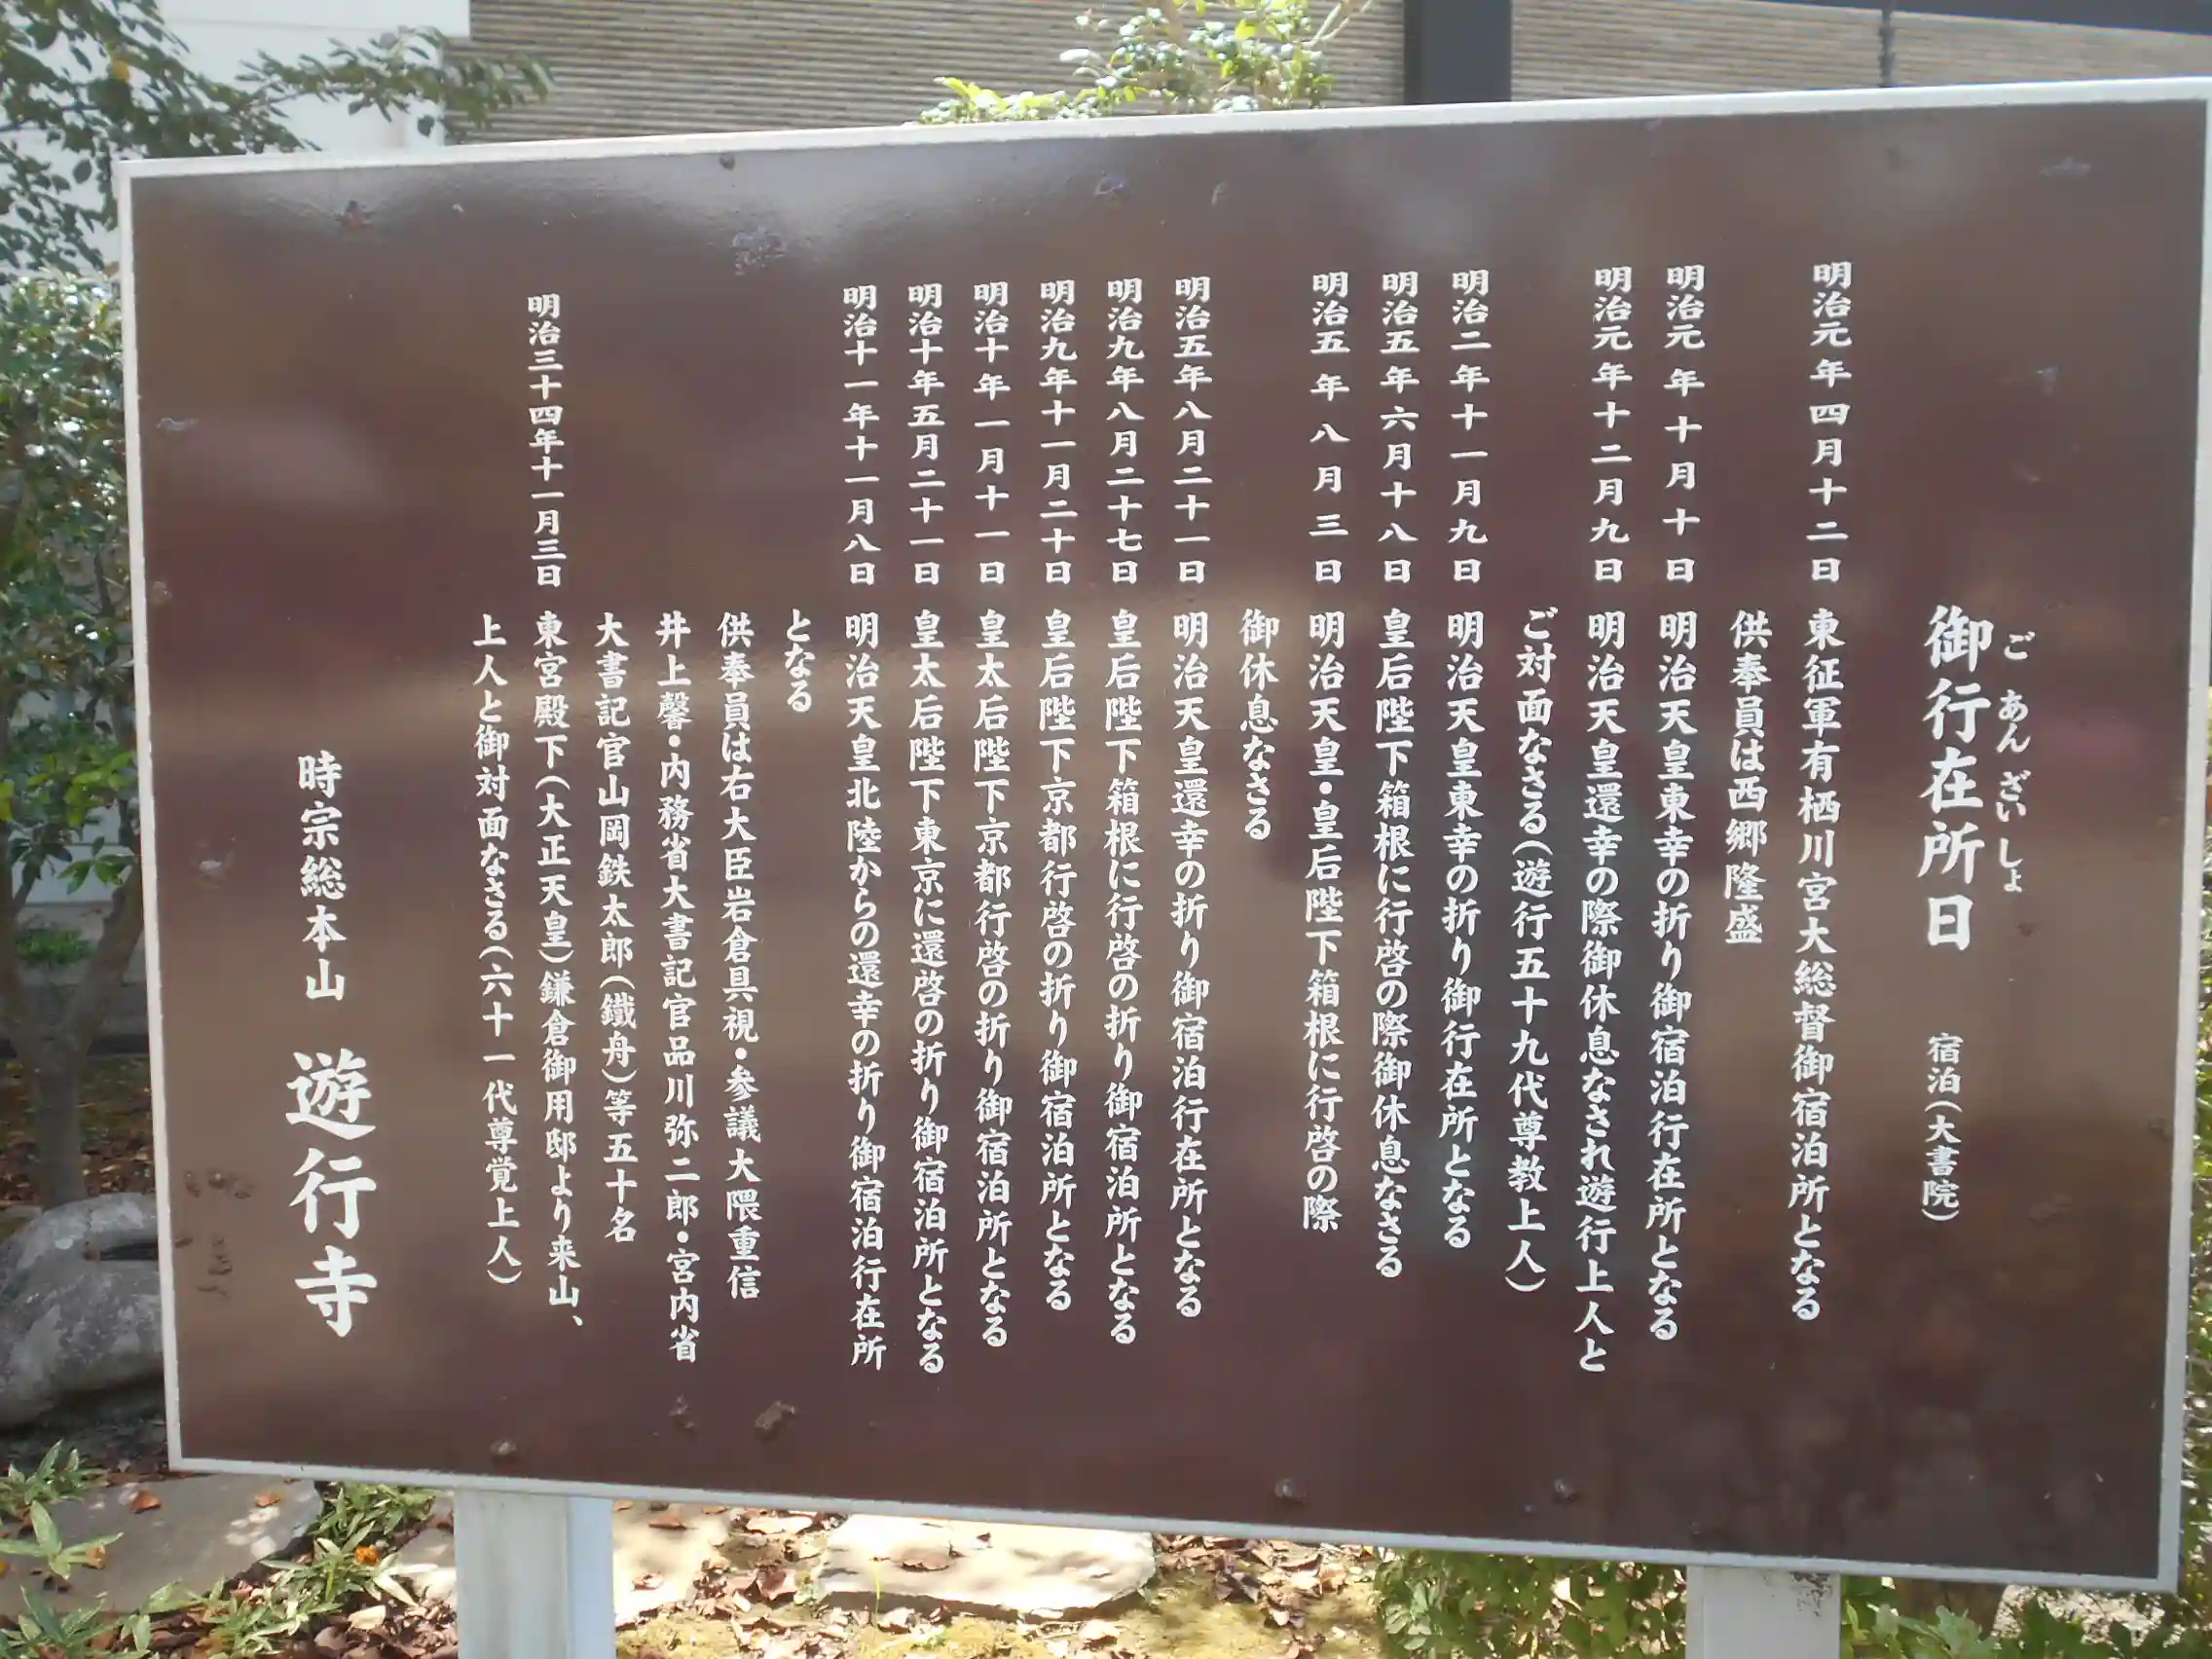 御行在所日 宿泊(大書院)
ごあんざいしょ
明治元年四月十二日 東征軍有栖川宮大総督御宿泊所となる
供奉員は西郷隆盛
明治元年十月十日 明治天皇東幸の折り御宿泊行在所となる
明治元年十二月九日 明治天皇還幸の際御休息なされ遊行上人と
ご対面なさる(遊行五十九代尊教上人)
明治二年十一月九日 明治天皇東幸の折り御行在所となる
明治五年六月十八日 皇后陛下箱根に行啓の際御休息なさる
明治五年八月三日 明治天皇・皇后陛下箱根に行啓の際
御休息なさる
明治五年八月二十一日 明治天皇還幸の折り御宿泊行在所となる
明治九年八月二十七日 皇后陛下箱根に行啓の折り御宿泊所となる
明治九年十一月二十日 皇后陛下京都行啓の折り御宿泊所となる
明治十年一月十一日 皇太后陛下京都行啓の折り御宿泊所となる
明治十年五月二十一日 皇太后陛下東京に還啓の折り御宿泊所となる
明治十一年十一月八日 明治天皇北陸からの還幸の折り御宿泊行在所
となる
供奉員は右大臣岩倉具視・参議大隈重信
井上馨・内務省大書記官品川弥二郎・宮内省
大書記官山岡鉄太郎(鐵舟)等五十名
明治三十四年十一月三日 東宮殿下(大正天皇)鎌倉御用邸より来山、
上人と御対面なさる(六十一代尊覚上人)
時宗総本山 遊行寺